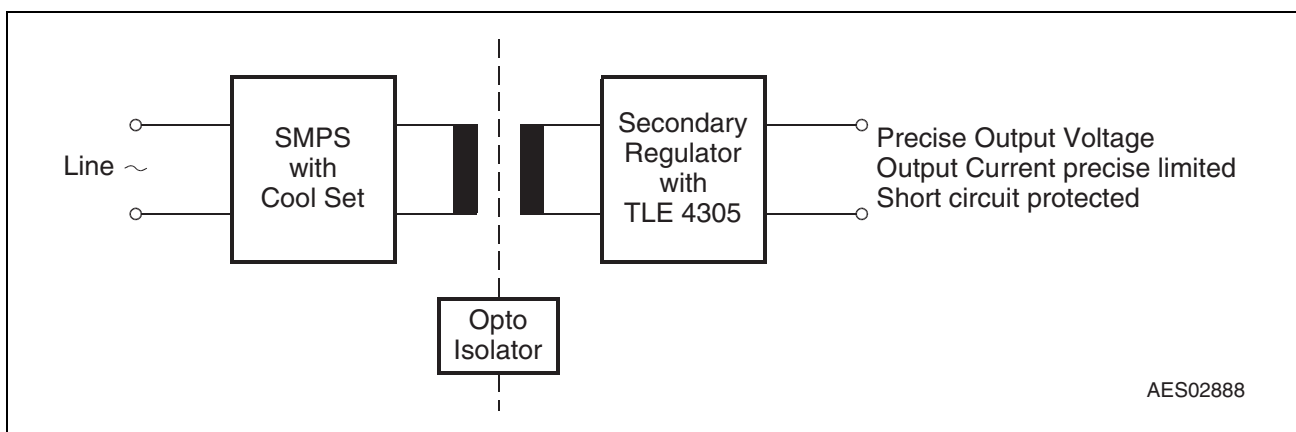 Line ~
SMPS
with
Cool Set
Secondary
Regulator
with
TLE 4305
Precise Output Voltage
Output Current precise limited
Short circuit protected
Opto
Isolator
AES02888